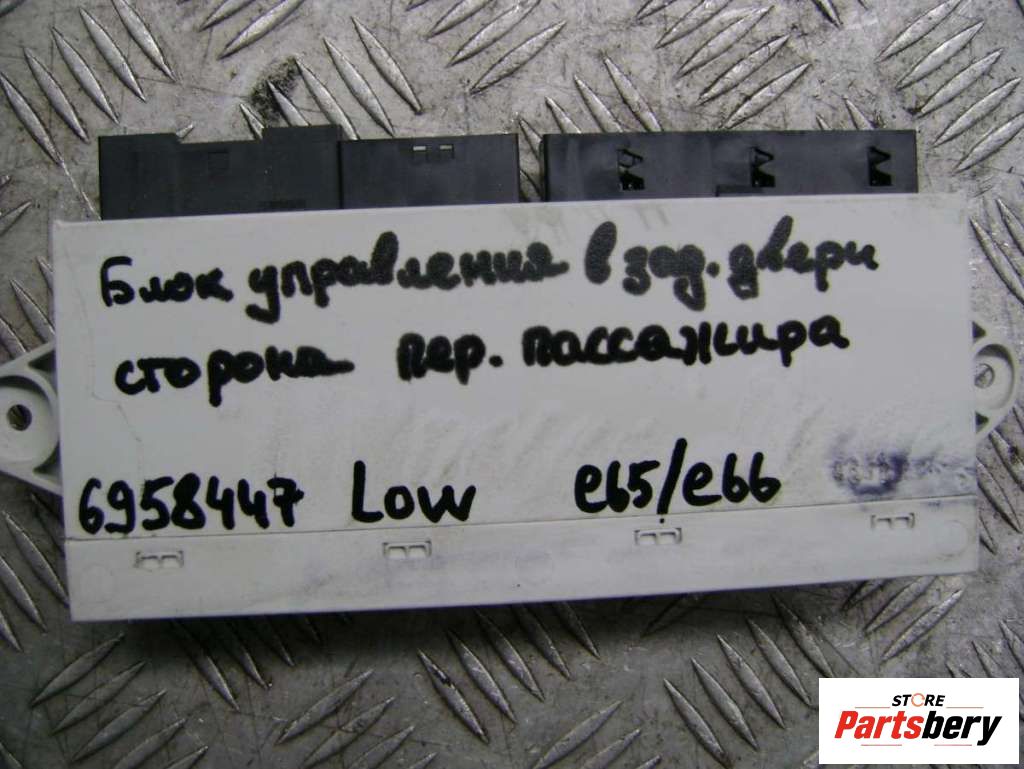 Блок управления в зад. двери
сторона пер. пассажира
6958447 Low e65/e66
STORE
Partsbery